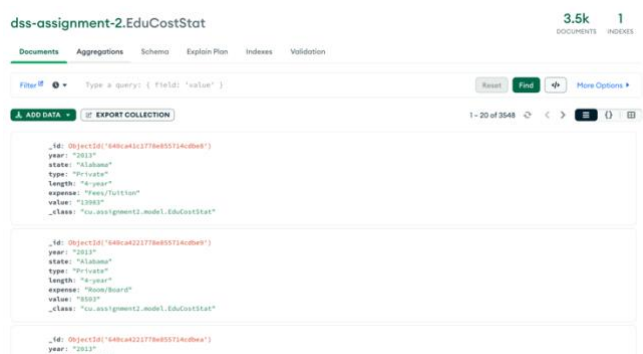 dss-assignment-2.EduCostStat
3.5k 1
DOCUMENTS INDEXES
Documents Aggregations Schema Explain Plan Indexes Validation
Filter Type a query: { field: 'value' } Reset Find </> More Options
ADD DATA EXPORT COLLECTION 1 – 20 of 3548 {}
_id: ObjectId('640ca41c1778e855714cdbe8')
year: "2013"
state: "Alabama"
type: "Private"
length: "4-year"
expense: "Fees/Tuition"
value: "13983"
_class: "cu.assignment2.model.EduCostStat"
_id: ObjectId('640ca4221778e855714cdbe9')
year: "2013"
state: "Alabama"
type: "Private"
length: "4-year"
expense: "Room/Board"
value: "8503"
_class: "cu.assignment2.model.EduCostStat"
_id: ObjectId('640ca4221778e855714cdbea')
year: "2013"